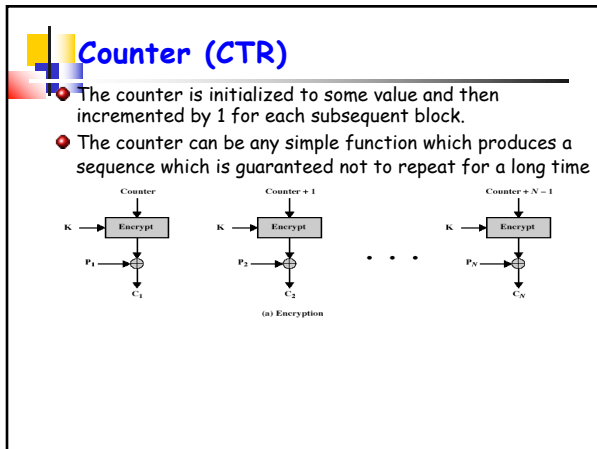 Counter (CTR)
The counter is initialized to some value and then
incremented by 1 for each subsequent block.
The counter can be any simple function which produces a
sequence which is guaranteed not to repeat for a long time
Counter Counter + 1 Counter + N – 1
K Encrypt K Encrypt K Encrypt
P1 P2 • • • PN
C1 C2 CN
(a) Encryption